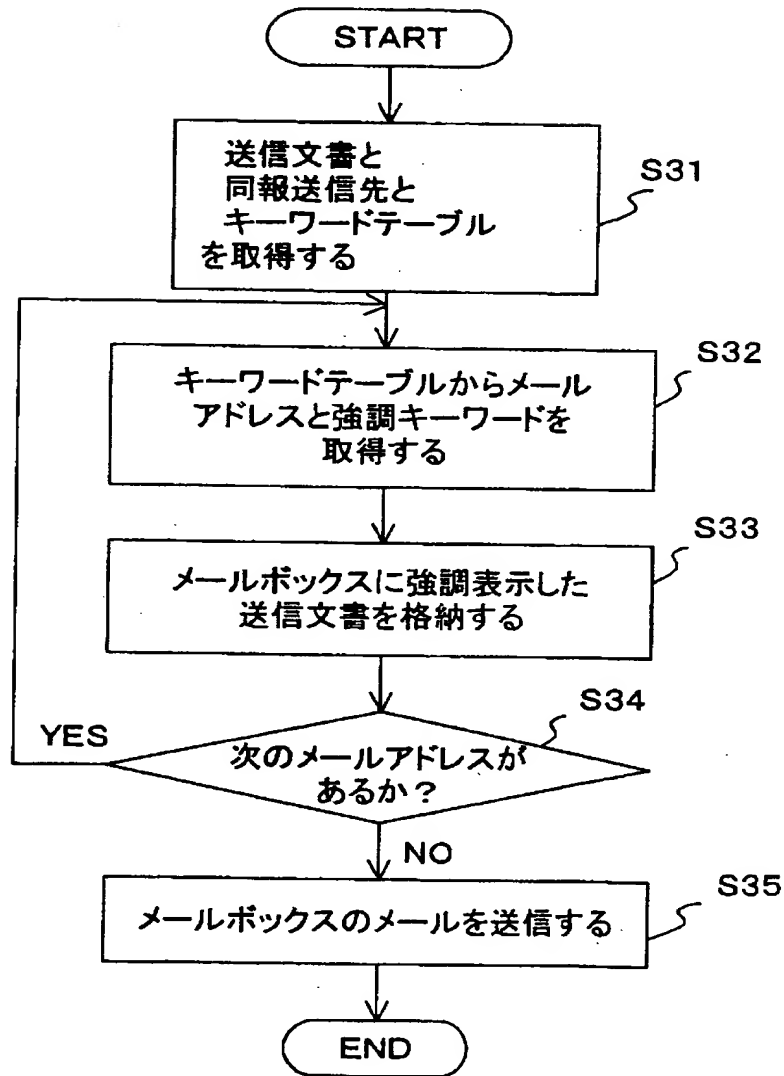 START
送信文書と
同報送信先と
キーワードテーブル
を取得する
S31
キーワードテーブルからメール
アドレスと強調キーワードを
取得する
S32
メールボックスに強調表示した
送信文書を格納する
S33
次のメールアドレスが
あるか？
S34
YES
NO
メールボックスのメールを送信する
S35
END